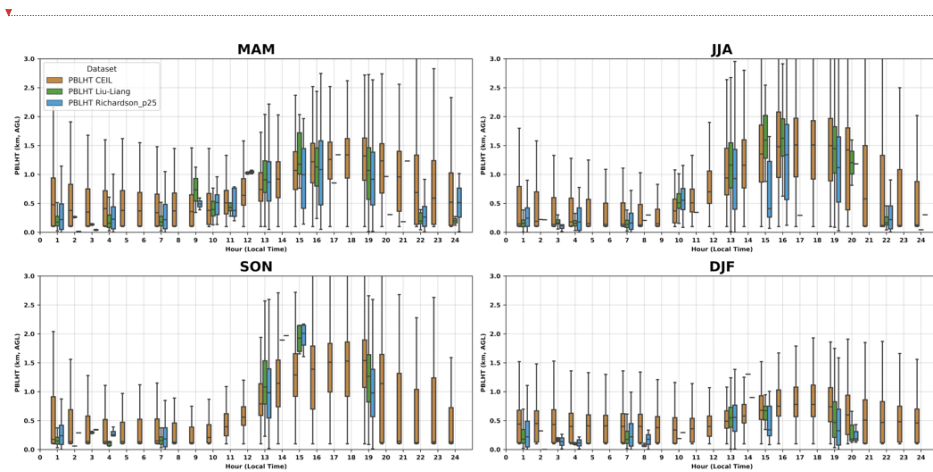 MAM
JJA
3.0
2.5
2.0
1.5
1.0
0.5
0.0
PBLHT (km, AGL)
Dataset
PBLHT CEIL
PBLHT Liu-Liang
PBLHT Richardson_p25
0 1 2 3 4 5 6 7 8 9 10 11 12 13 14 15 16 17 18 19 20 21 22 23 24
Hour (Local Time)
3.0
2.5
2.0
1.5
1.0
0.5
0.0
PBLHT (km, AGL)
0 1 2 3 4 5 6 7 8 9 10 11 12 13 14 15 16 17 18 19 20 21 22 23 24
Hour (Local Time)
SON
DJF
3.0
2.5
2.0
1.5
1.0
0.5
0.0
PBLHT (km, AGL)
0 1 2 3 4 5 6 7 8 9 10 11 12 13 14 15 16 17 18 19 20 21 22 23 24
Hour (Local Time)
3.0
2.5
2.0
1.5
1.0
0.5
0.0
PBLHT (km, AGL)
0 1 2 3 4 5 6 7 8 9 10 11 12 13 14 15 16 17 18 19 20 21 22 23 24
Hour (Local Time)